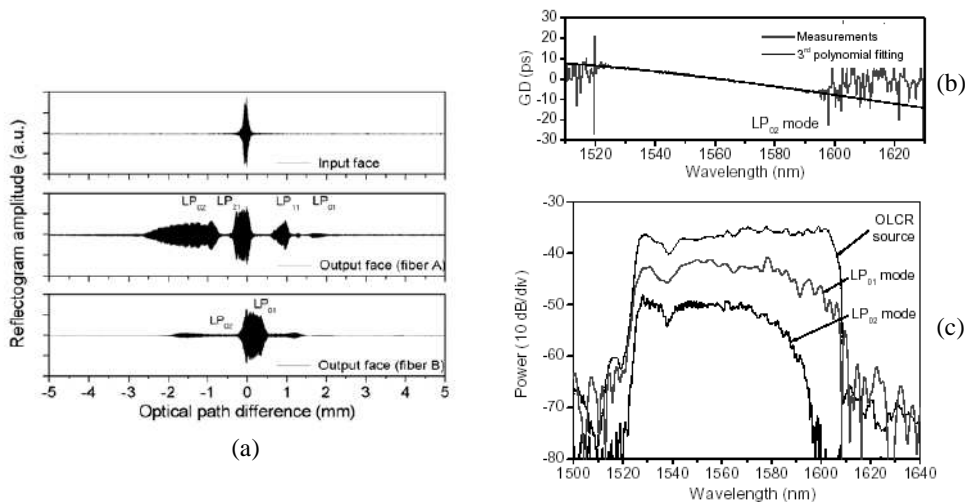 Reflectogram amplitude (a.u.)
Input face
LP02 LP21 LP11 LP01
Output face (fiber A)
LP02 LP01
Output face (fiber B)
-5 -4 -3 -2 -1 0 1 2 3 4 5
Optical path difference (mm)
(a)
GD (ps)
30
20
10
0
-10
-20
-30
Measurements
3rd polynomial fitting
LP02 mode
1520 1540 1560 1580 1600 1620
Wavelength (nm)
(b)
Power (10 dB/div)
-30
-40
-50
-60
-70
-80
OLCR
source
LP01 mode
LP02 mode
1500 1520 1540 1560 1580 1600 1620 1640
Wavelength (nm)
(c)